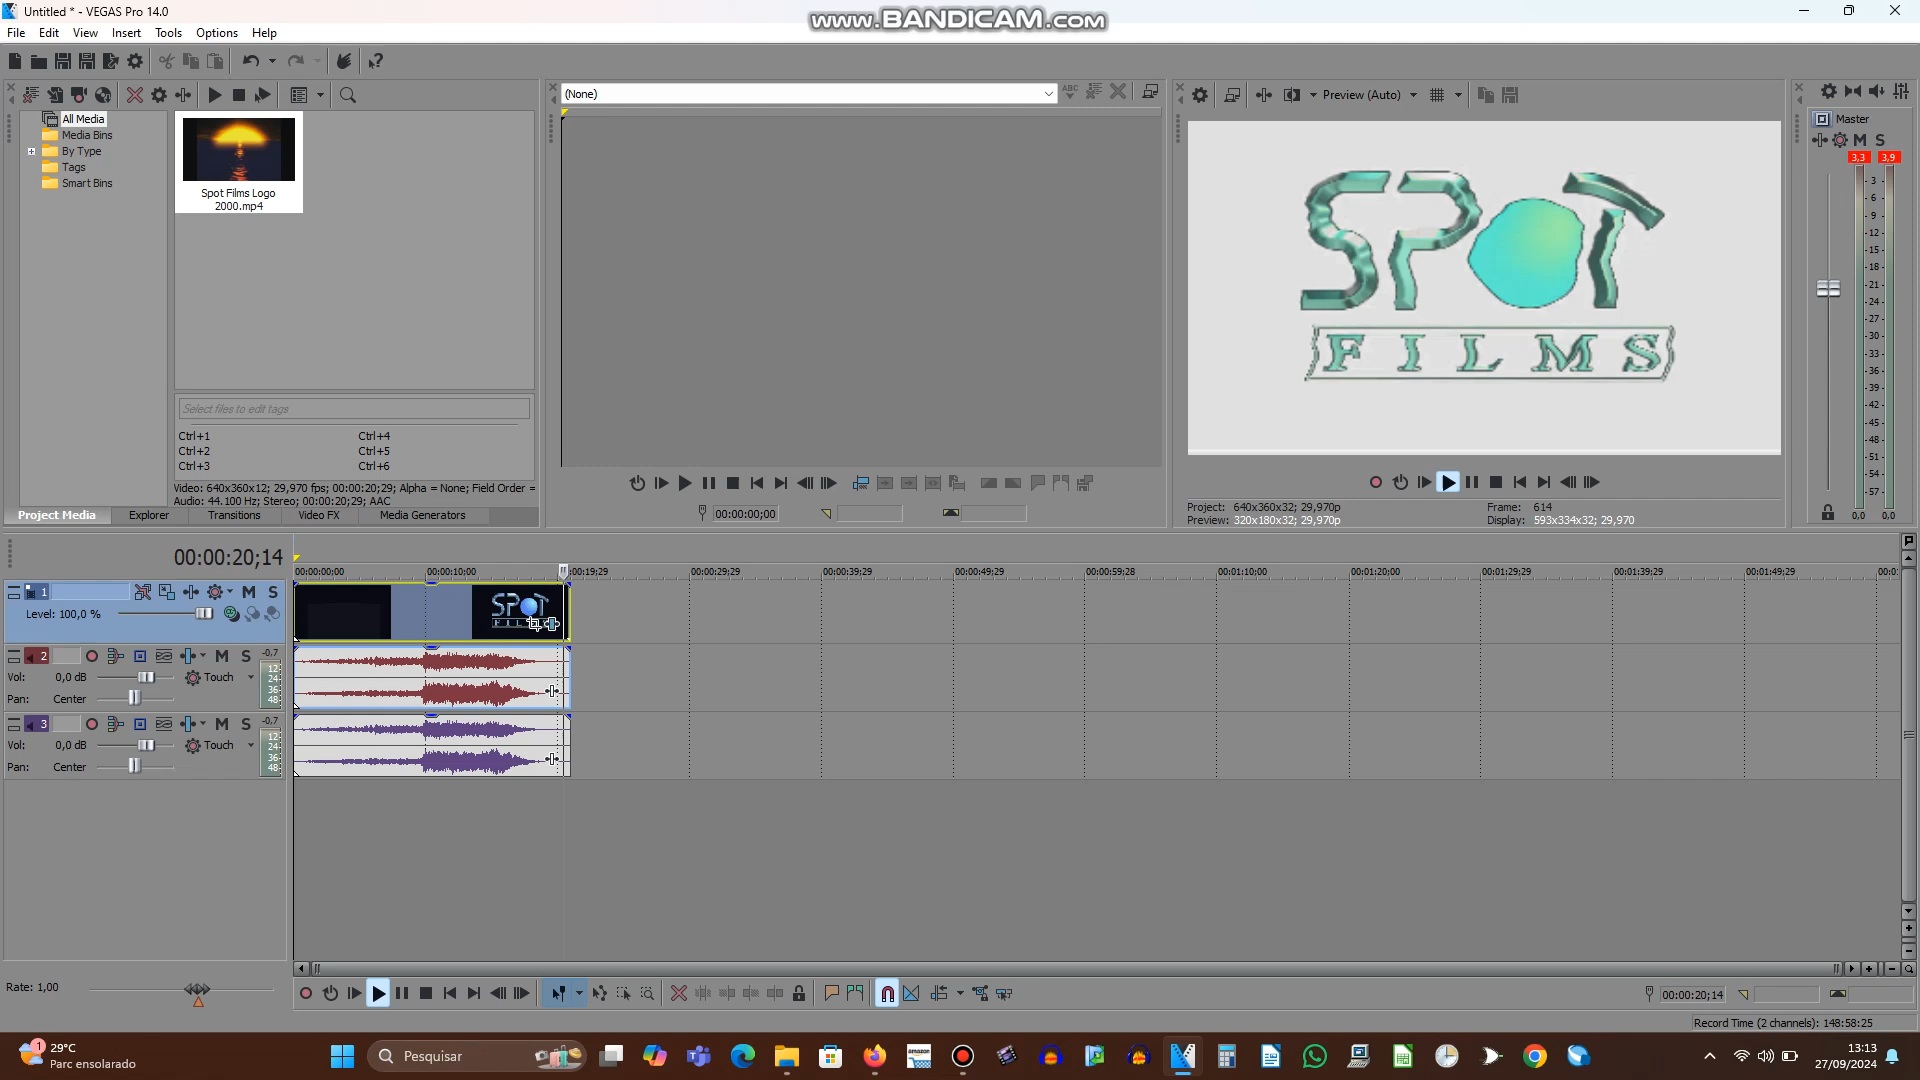 Untitled * - VEGAS Pro 14.0
www.BANDICAM.com
File Edit View Insert Tools Options Help
(None)
Preview (Auto)
All Media
Media Bins
By Type
Tags
Smart Bins
Spot Films Logo
2000.mp4
Master
M S
3,3 3,9
- 3 -
- 6 -
- 9 -
- 12 -
- 15 -
- 18 -
- 21 -
- 24 -
- 27 -
- 30 -
- 33 -
- 36 -
- 39 -
- 42 -
- 45 -
- 48 -
- 51 -
- 54 -
- 57 -
0,0 0,0
SPOT
FILMS
Select files to edit tags
Ctrl+1 Ctrl+4
Ctrl+2 Ctrl+5
Ctrl+3 Ctrl+6
Video: 640x360x12; 29,970 fps; 00:00:20;29; Alpha = None; Field Order =
Audio: 44.100 Hz; Stereo; 00:00:20;29; AAC
Project Media Explorer Transitions Video FX Media Generators
00:00:00;00
Project: 640x360x32; 29,970p Frame: 614
Preview: 320x180x32; 29,970p Display: 593x334x32; 29,970
00:00:20;14
00:00:00;00 00:00:10;00 :00:19;29 00:00:29;29 00:00:39;29 00:00:49;29 00:00:59;28 00:01:10;00 00:01:20;00 00:01:29;29 00:01:39;29 00:01:49;29 00:0
1 M S
Level: 100,0 %
SPOT
2 M S -0,7
Vol: 0,0 dB Touch
Pan: Center
12 24 36 48
3 M S -0,7
Vol: 0,0 dB Touch
Pan: Center
12 24 36 48
Rate: 1,00
00:00:20;14
Record Time (2 channels): 148:58:25
1
29°C
Parc ensolarado
Pesquisar
amazon
13:13
27/09/2024